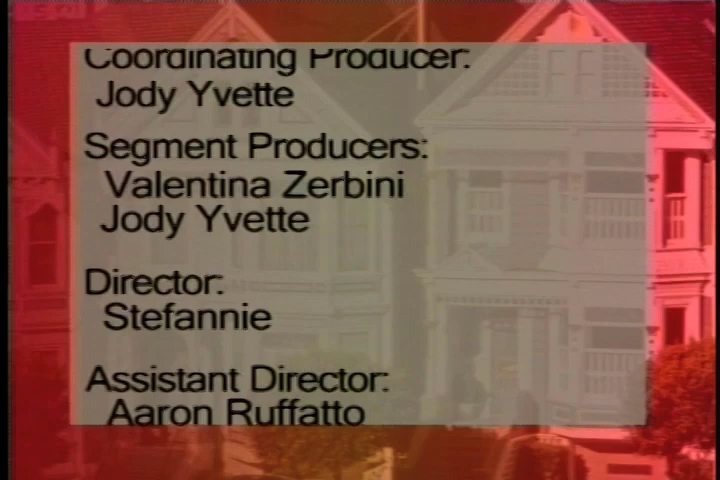 Coordinating Producer:
Jody Yvette
Segment Producers:
Valentina Zerbini
Jody Yvette
Director:
Stefannie
Assistant Director:
Aaron Ruffatto